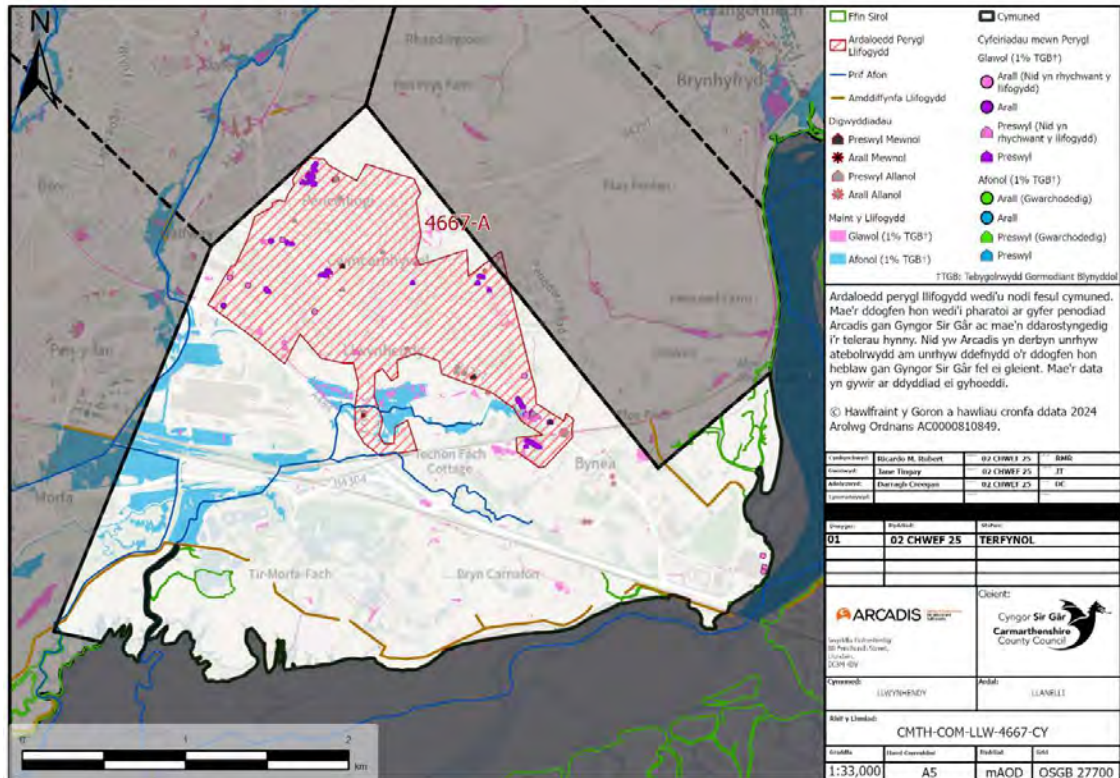 N
Brynhyfryd
4667-A
Llwynhendy
Techon Fach
Cottage
Bynea
Morfa
Tir-Morfa-Fach
Bryn Carnafon
0 1 2
km
Ffin Sirol
Ardaloedd Perygl
Llifogydd
Prif Afon
Amddiffynfa Llifogydd
Digwyddiadau
Preswyl Mewnol
Arall Mewnol
Preswyl Allanol
Arall Allanol
Maint y Llifogydd
Glawol (1% TGB†)
Afonol (1% TGB†)
Cymuned
Cyfeiriadau mewn Perygl
Glawol (1% TGB†)
Arall (Nid yn rhychwant y
llifogydd)
Arall
Preswyl (Nid yn
rhychwant y llifogydd)
Preswyl
Afonol (1% TGB†)
Arall (Gwarchodedig)
Arall
Preswyl (Gwarchodedig)
Preswyl
†TGB: Tebygolrwydd Gormodiant Blynyddol
Ardaloedd perygl llifogydd wedi'u nodi fesul cymuned.
Mae'r ddogfen hon wedi'i pharatoi ar gyfer penodiad
Arcadis gan Gyngor Sir Gâr ac mae'n ddarostyngedig
i'r telerau hynny. Nid yw Arcadis yn derbyn unrhyw
atebolrwydd am unrhyw ddefnydd o'r ddogfen hon
heblaw gan Gyngor Sir Gâr fel ei gleient. Mae'r data
yn gywir ar ddyddiad ei gyhoeddi.
© Hawlfraint y Goron a hawliau cronfa ddata 2024
Arolwg Ordnans AC0000810849.
Ricardo M. Robert 02 CHWEF 25 RMR
Jane Tingay 02 CHWEF 25 JT
Darragh Creegan 02 CHWEF 25 DC
01 02 CHWEF 25 TERFYNOL
ARCADIS
Cleient:
Cyngor Sir Gâr
Carmarthenshire
County Council
Cymuned:
LLWYNHENDY
Ardal:
LLANELLI
CMTH-COM-LLW-4667-CY
Graddfa
1:33,000 A5 mAOD OSGB 27700